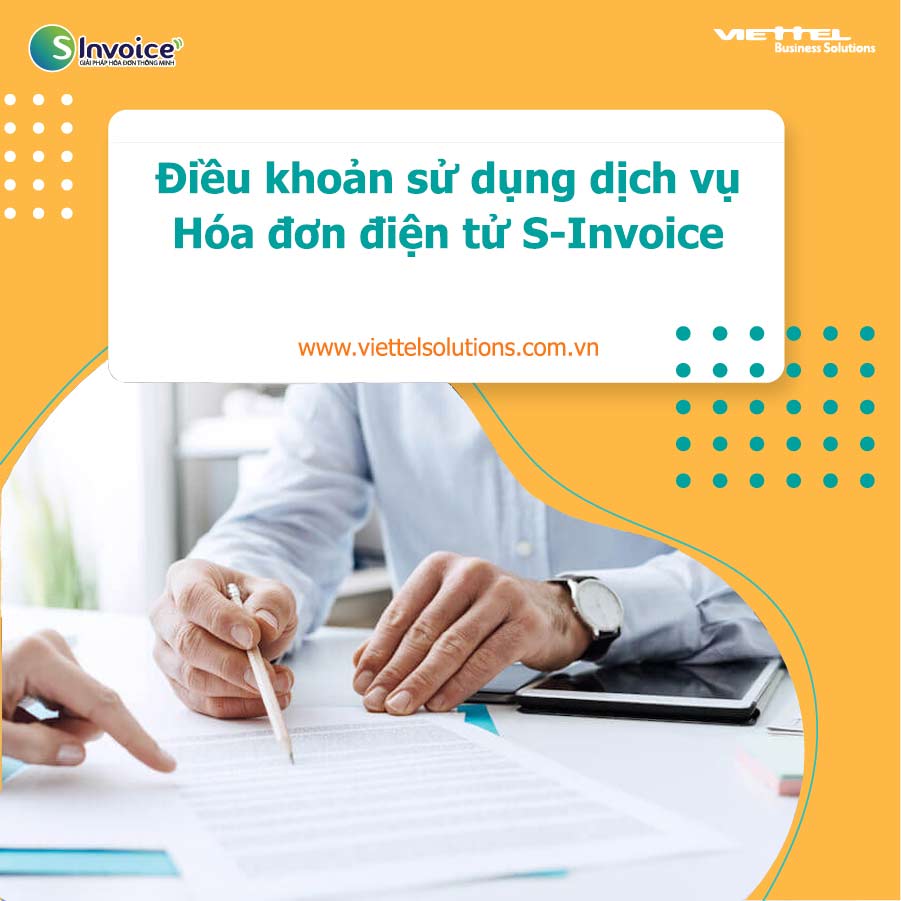 SInvoice
GIẢI PHÁP HÓA ĐƠN THÔNG MINH
VIETTEL
Business Solutions
Điều khoản sử dụng dịch vụ
Hóa đơn điện tử S-Invoice
www.viettelsolutions.com.vn